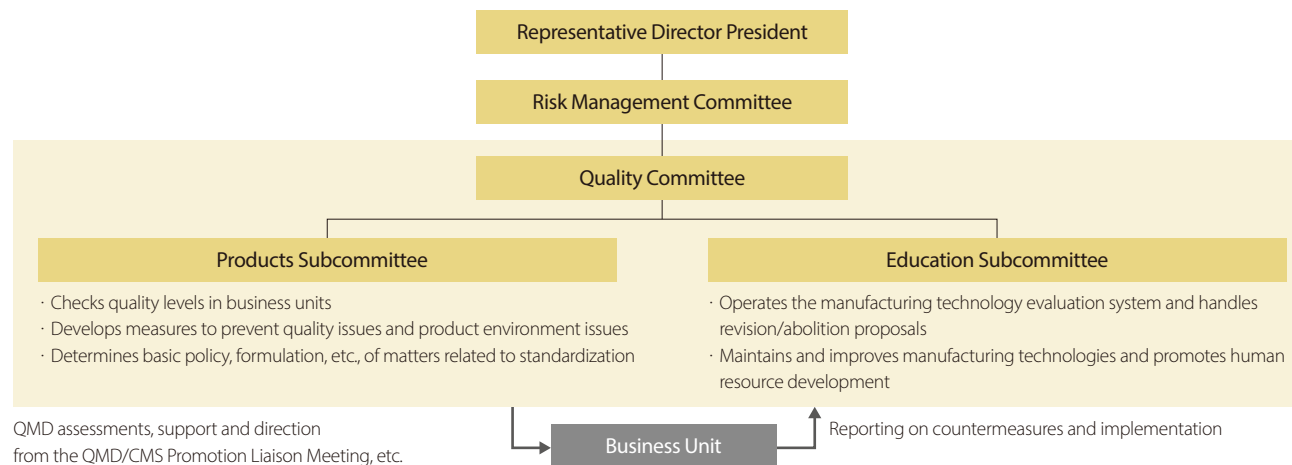 Representative Director President
Risk Management Committee
Quality Committee
Products Subcommittee
· Checks quality levels in business units
· Develops measures to prevent quality issues and product environment issues
· Determines basic policy, formulation, etc., of matters related to standardization
Education Subcommittee
· Operates the manufacturing technology evaluation system and handles
revision/abolition proposals
· Maintains and improves manufacturing technologies and promotes human
resource development
QMD assessments, support and direction
from the QMD/CMS Promotion Liaison Meeting, etc.
Business Unit
Reporting on countermeasures and implementation